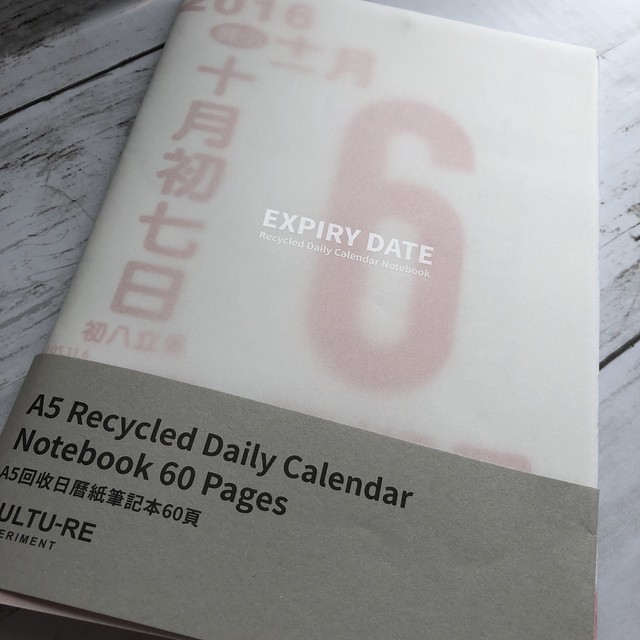 2016
十一月
6
十月初七日
初八立冬
EXPIRY DATE
Recycled Daily Calendar Notebook
A5 Recycled Daily Calendar
Notebook 60 Pages
A5回收日曆紙筆記本60頁
ULTU-RE
ERIMENT